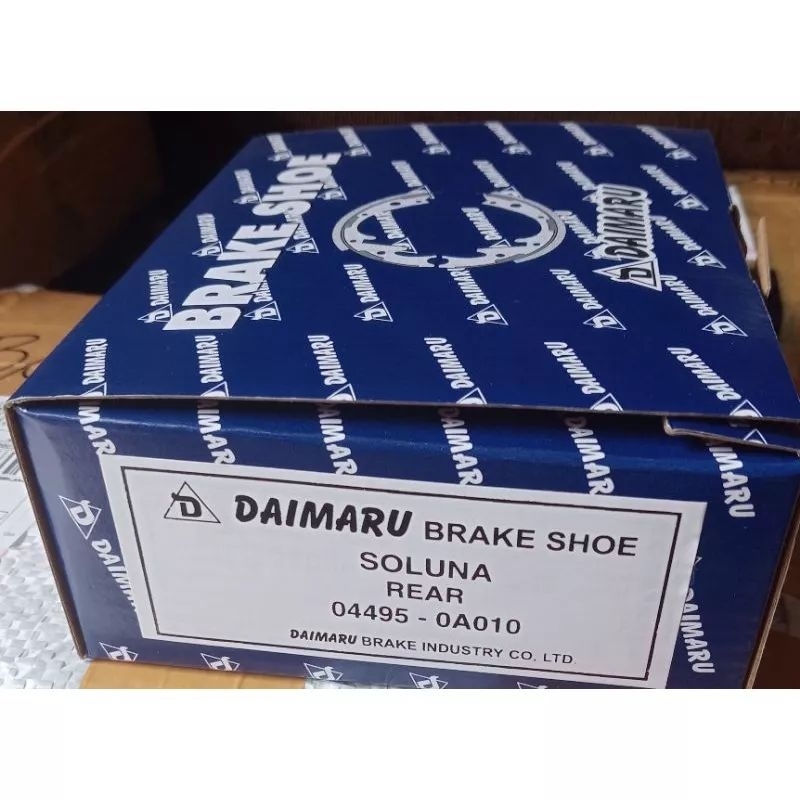 BRAKE SHOE
DAIMARU
D DAIMARU BRAKE SHOE
SOLUNA
REAR
04495 - 0A010
DAIMARU BRAKE INDUSTRY CO. LTD.